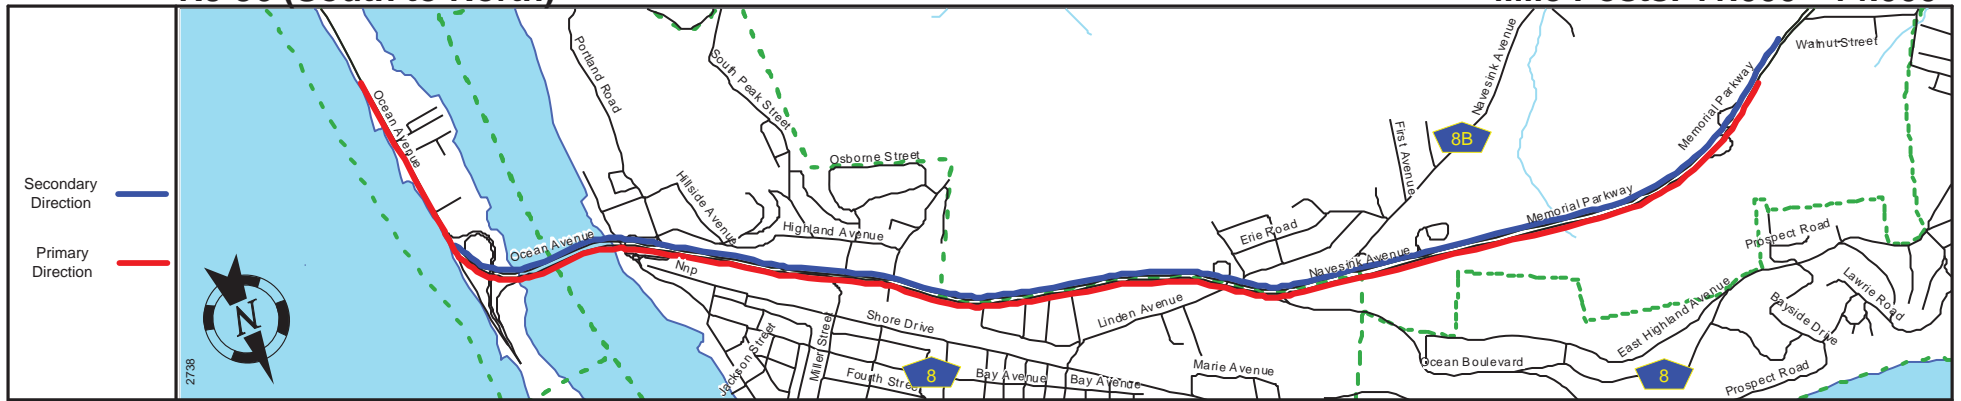 Secondary
Direction
Primary
Direction
2738
N
Ocean Avenue
Ocean Avenue
Portland Road
South Peak Street
Osborne Street
Hillside Avenue
Highland Avenue
Nnp
Shore Drive
Jackson Street
Miller Street
Fourth Stre
8
Bay Avenue
Bay Avenue
Linden Avenue
Marie Avenue
Erie Road
First Avenue
Navesink Avenue
8B
Navesink Avenue
Memorial Parkway
Memorial Parkway
Walnut Street
Prospect Road
Lawrie Road
Bayside Drive
East Highland Avenue
Ocean Boulevard
8
Prospect Road